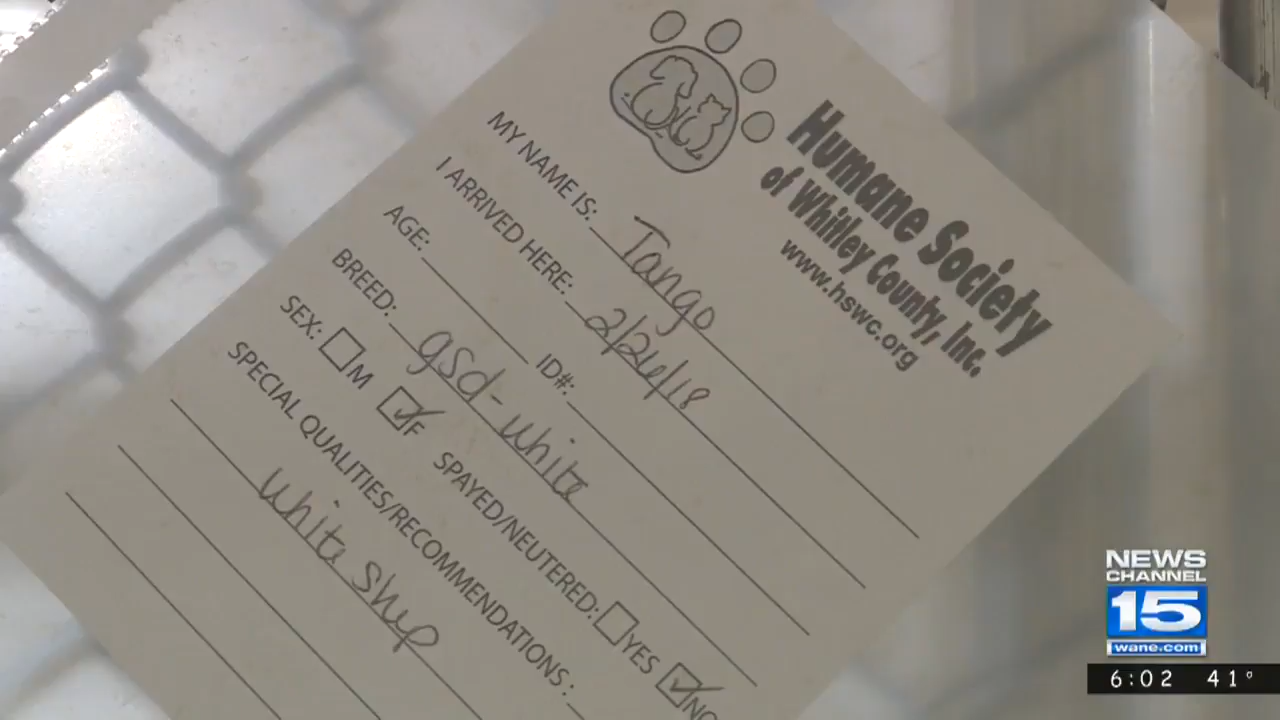 Humane Society
of Whitley County, Inc.
www.hswc.org
MY NAME IS: Tango
I ARRIVED HERE: 2/26/18
AGE: ID#:
BREED: gsd-white
SEX: M F SPAYED/NEUTERED: YES NO
SPECIAL QUALITIES/RECOMMENDATIONS:
white shep
NEWS
CHANNEL
15
wane.com
6:02 41°